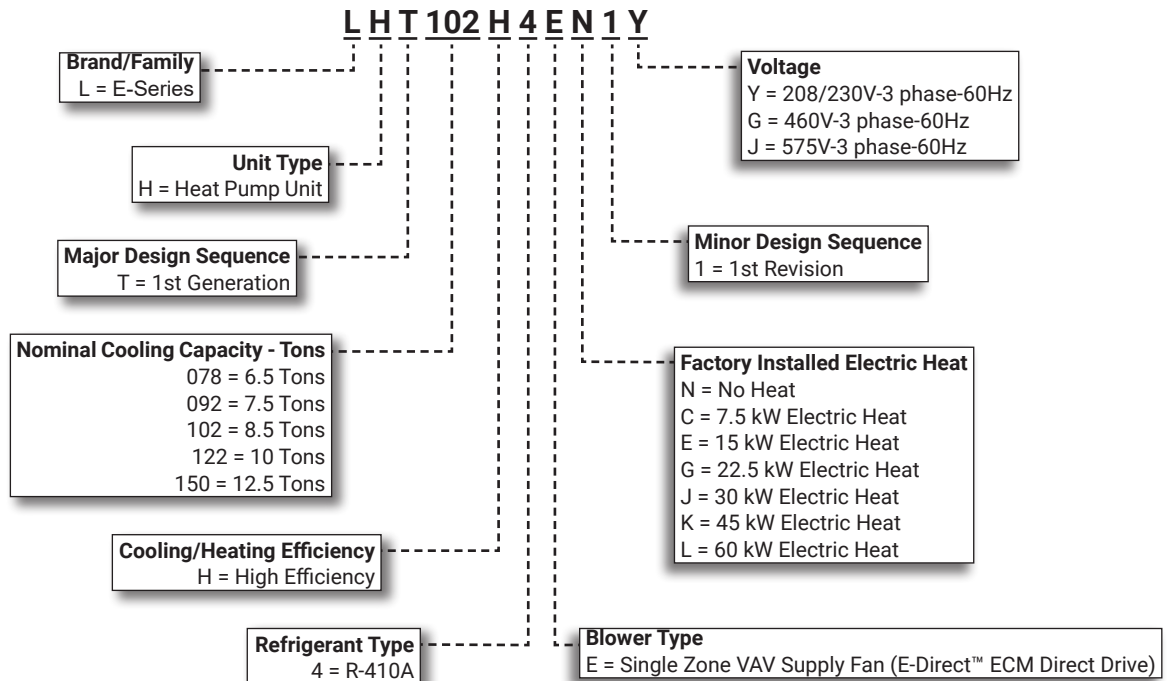 L H T 102 H 4 E N 1 Y
Brand/Family
L = E-Series
Unit Type
H = Heat Pump Unit
Major Design Sequence
T = 1st Generation
Nominal Cooling Capacity - Tons
078 = 6.5 Tons
092 = 7.5 Tons
102 = 8.5 Tons
122 = 10 Tons
150 = 12.5 Tons
Cooling/Heating Efficiency
H = High Efficiency
Refrigerant Type
4 = R-410A
Voltage
Y = 208/230V-3 phase-60Hz
G = 460V-3 phase-60Hz
J = 575V-3 phase-60Hz
Minor Design Sequence
1 = 1st Revision
Factory Installed Electric Heat
N = No Heat
C = 7.5 kW Electric Heat
E = 15 kW Electric Heat
G = 22.5 kW Electric Heat
J = 30 kW Electric Heat
K = 45 kW Electric Heat
L = 60 kW Electric Heat
Blower Type
E = Single Zone VAV Supply Fan (E-Direct™ ECM Direct Drive)